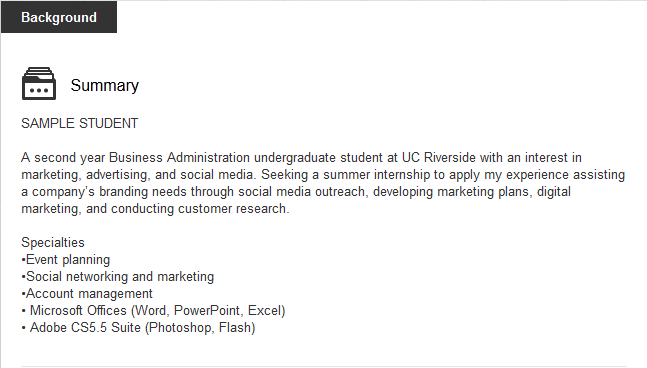 Background
Summary
SAMPLE STUDENT
A second year Business Administration undergraduate student at UC Riverside with an interest in
marketing, advertising, and social media. Seeking a summer internship to apply my experience assisting
a company’s branding needs through social media outreach, developing marketing plans, digital
marketing, and conducting customer research.
Specialties
•Event planning
•Social networking and marketing
•Account management
• Microsoft Offices (Word, PowerPoint, Excel)
• Adobe CS5.5 Suite (Photoshop, Flash)